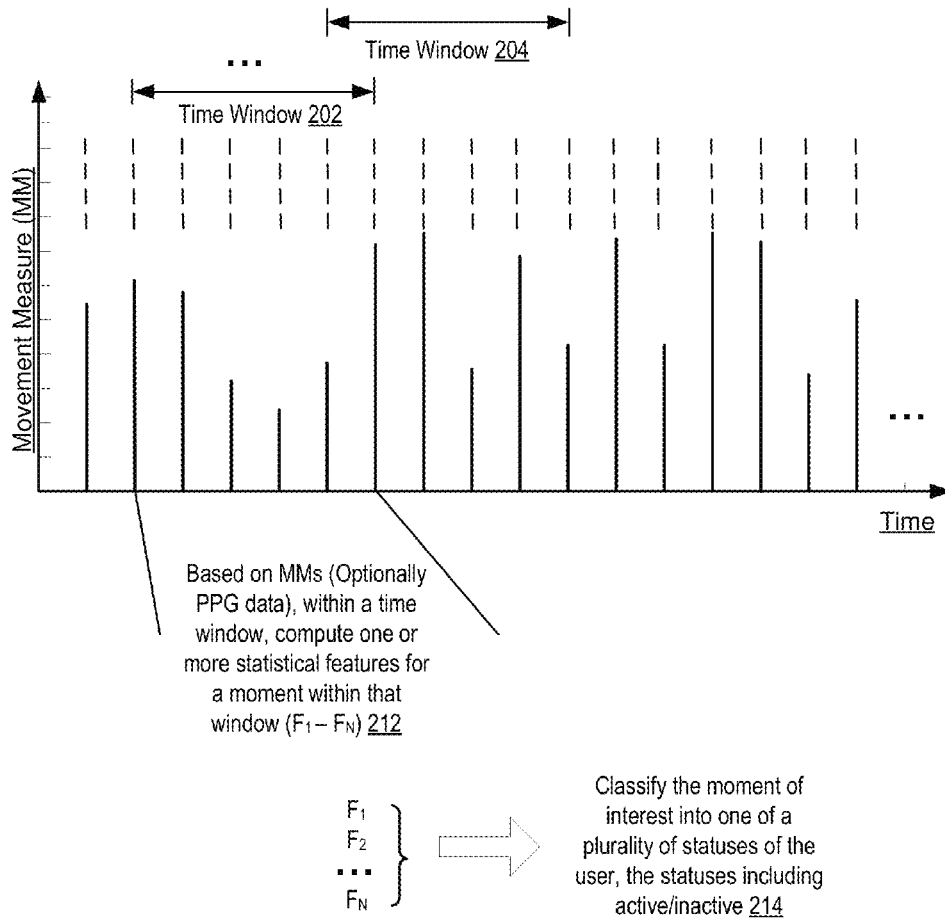 Time Window 204
...
Time Window 202
Movement Measure (MM)
...
Time
Based on MMs (Optionally
PPG data), within a time
window, compute one or
more statistical features for
a moment within that
window (F1 – FN) 212
F1
F2
...
FN
Classify the moment of
interest into one of a
plurality of statuses of the
user, the statuses including
active/inactive 214